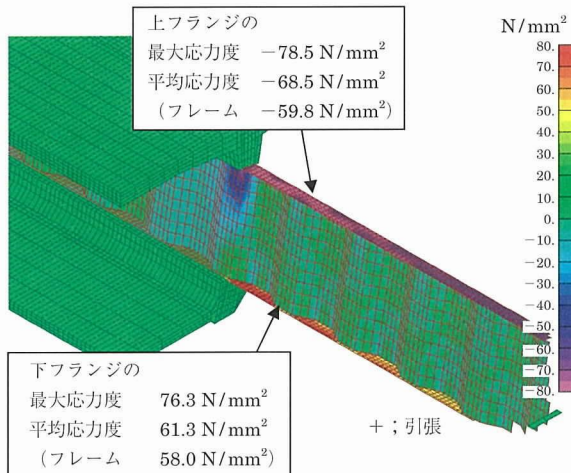 上フランジの
最大応力度 −78.5 N/mm²
平均応力度 −68.5 N/mm²
(フレーム −59.8 N/mm²)
N/mm²
80.
70.
60.
50.
40.
30.
20.
10.
0.
−10.
−20.
−30.
−40.
−50.
−60.
−70.
−80.
下フランジの
最大応力度 76.3 N/mm²
平均応力度 61.3 N/mm²
(フレーム 58.0 N/mm²)
+;引張